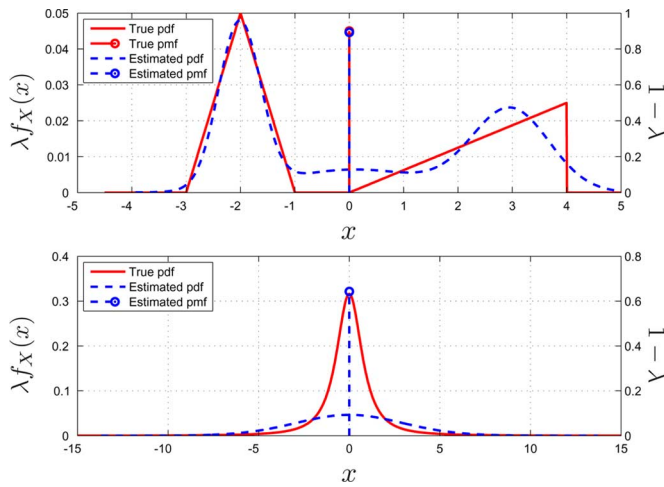 True pdf
True pmf
Estimated pdf
Estimated pmf
0.05
0.04
0.03
0.02
0.01
0
1
0.8
0.6
0.4
0.2
0
-5 -4 -3 -2 -1 0 1 2 3 4 5
λf_X(x)
1 − λ
x
True pdf
Estimated pdf
Estimated pmf
0.4
0.3
0.2
0.1
0
0.8
0.6
0.4
0.2
0
-15 -10 -5 0 5 10 15
λf_X(x)
1 − λ
x